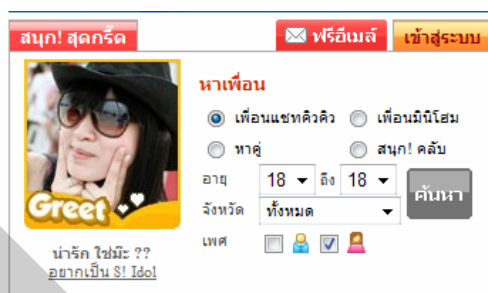 สนุก! สุดกรี๊ด
ฟรีอีเมล์
เข้าสู่ระบบ
หาเพื่อน
เพื่อนแชทคิวคิว
เพื่อนมินิโฮม
หาคู่
สนุก! คลับ
อายุ 18 ถึง 18
จังหวัด ทั้งหมด
ค้นหา
เพศ
Greet
น่ารัก ใช่มั๊ะ ??
อยากเป็น S! Idol